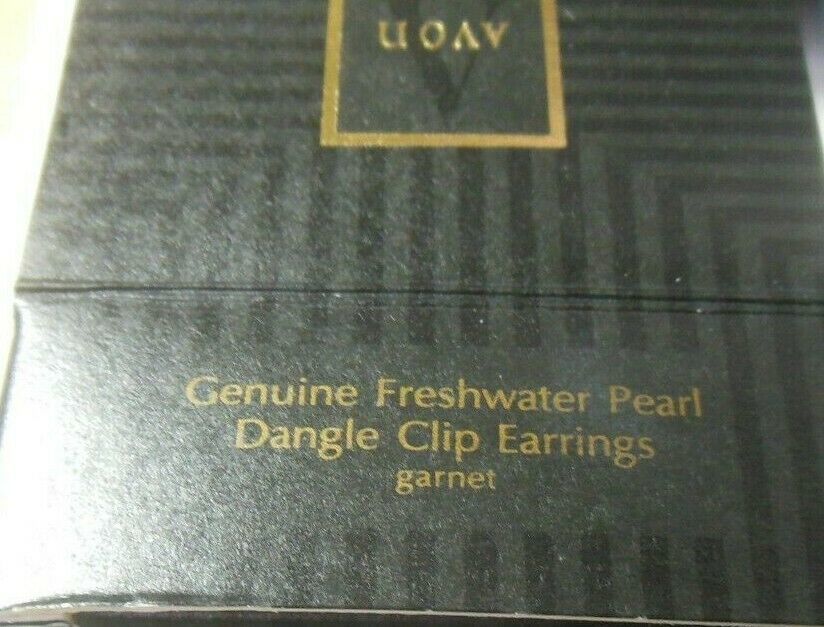 AVON
Genuine Freshwater Pearl
Dangle Clip Earrings
garnet